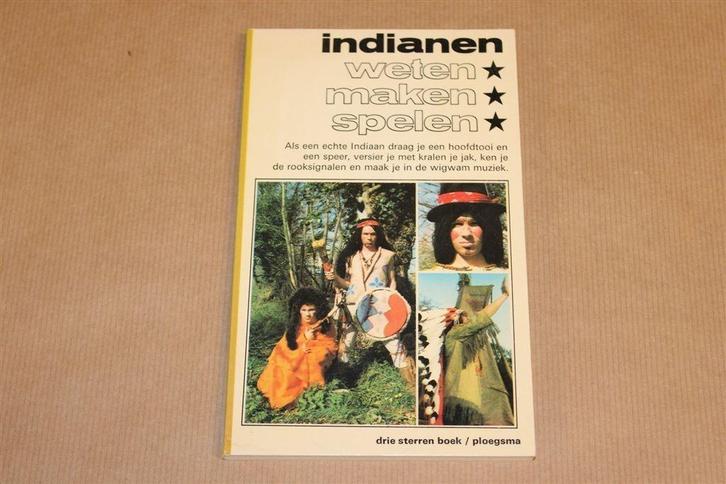 indianen
weten ★
maken ★
spelen ★
Als een echte Indiaan draag je een hoofdtooi en
een speer, versier je met kralen je jak, ken je
de rooksignalen en maak je in de wigwam muziek.
drie sterren boek / ploegsma